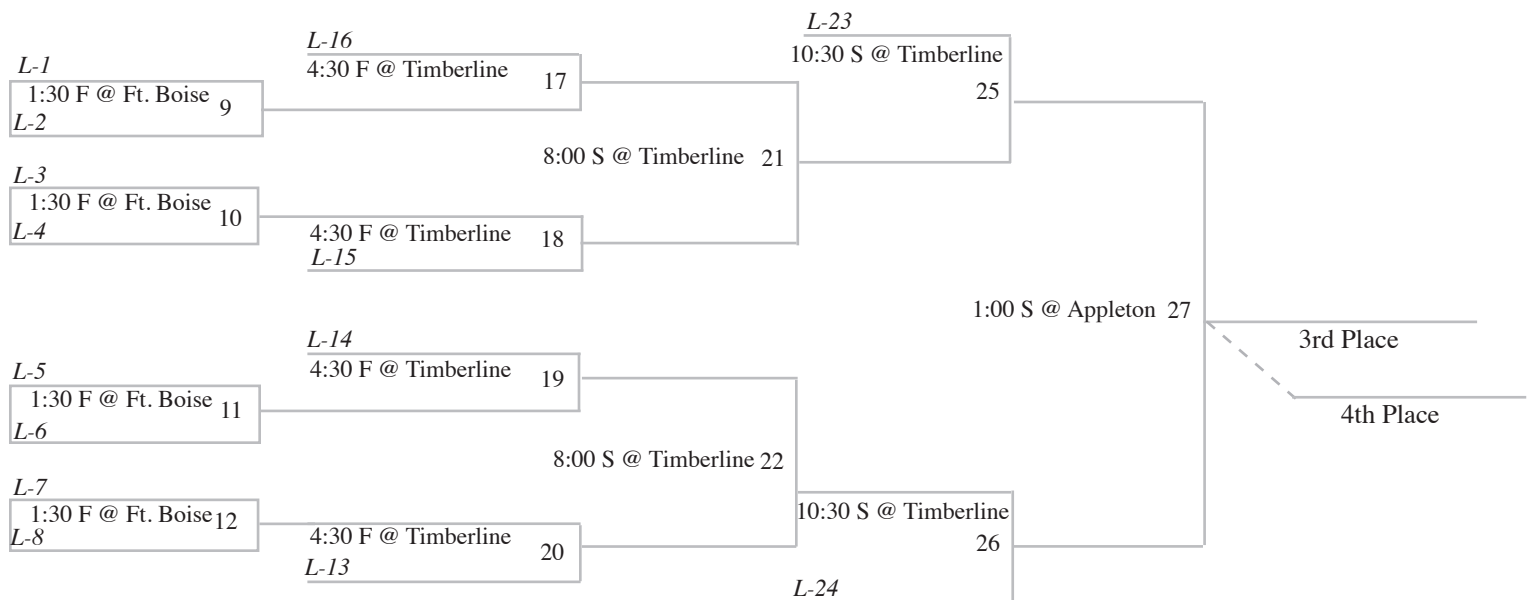 L-1
1:30 F @ Ft. Boise 9
L-2
L-3
1:30 F @ Ft. Boise 10
L-4
L-5
1:30 F @ Ft. Boise 11
L-6
L-7
1:30 F @ Ft. Boise 12
L-8
L-16
4:30 F @ Timberline 17
4:30 F @ Timberline 18
L-15
L-14
4:30 F @ Timberline 19
4:30 F @ Timberline 20
L-13
8:00 S @ Timberline 21
8:00 S @ Timberline 22
L-23
10:30 S @ Timberline
25
10:30 S @ Timberline
26
L-24
1:00 S @ Appleton 27
3rd Place
4th Place